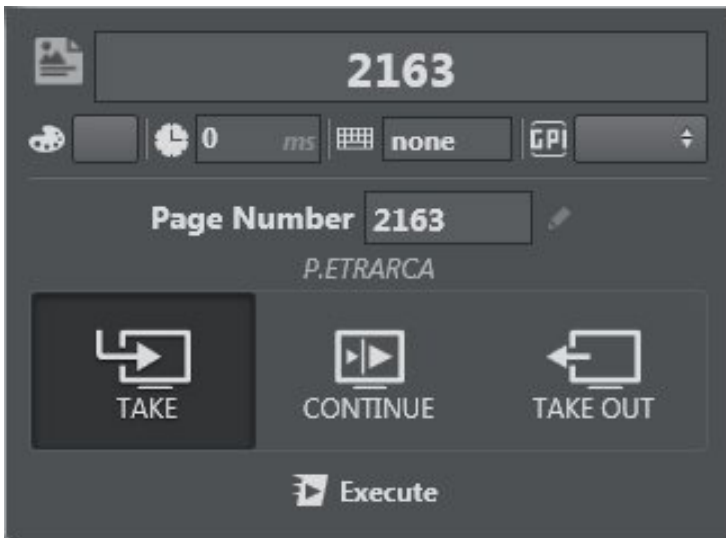 2163
0 ms none GPI
Page Number 2163
P.ETRARCA
TAKE CONTINUE TAKE OUT
Execute